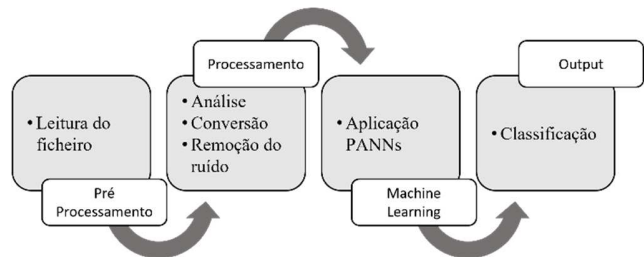 • Leitura do
ficheiro
Pré
Processamento
Processamento
• Análise
• Conversão
• Remoção do
ruído
• Aplicação
PANNs
Machine
Learning
Output
• Classificação